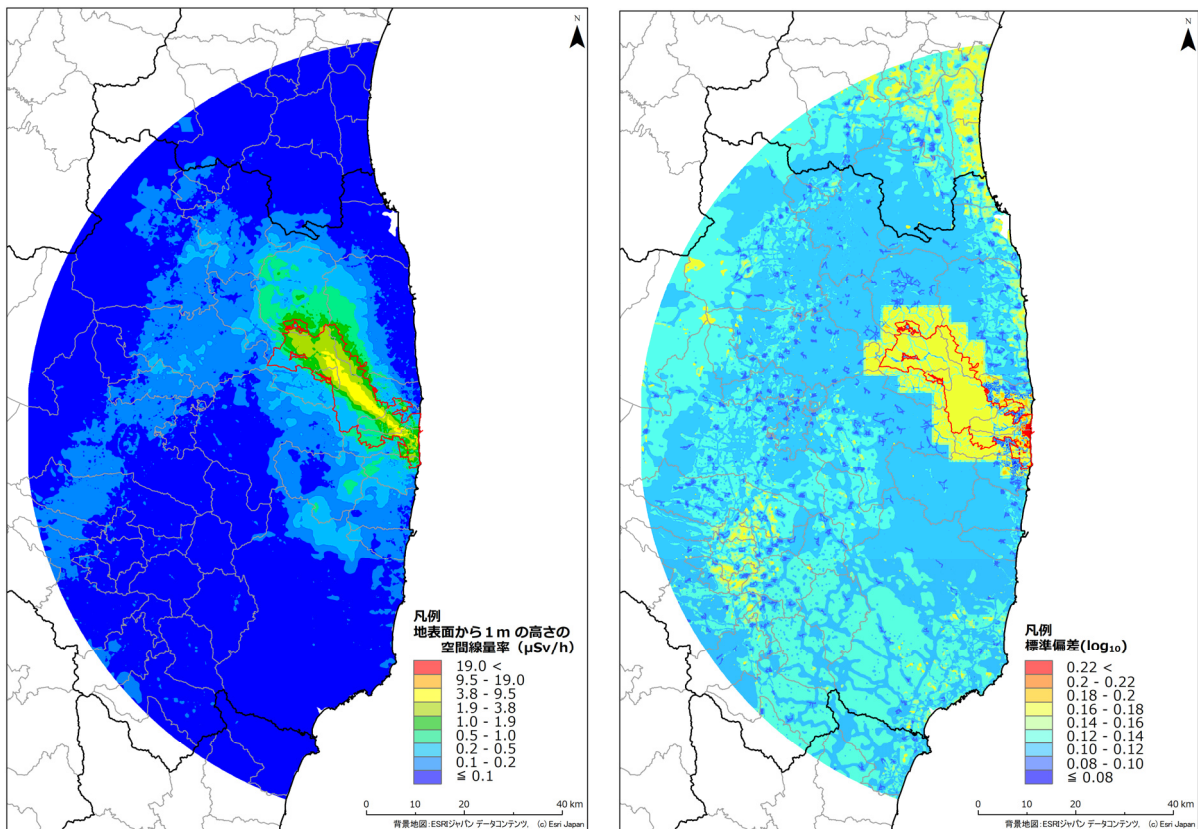 N
凡例
地表面から1mの高さの
空間線量率 (μSv/h)
19.0 <
9.5 - 19.0
3.8 - 9.5
1.9 - 3.8
1.0 - 1.9
0.5 - 1.0
0.2 - 0.5
0.1 - 0.2
≦ 0.1
0 20 40 km
背景地図:ESRIジャパン データコンテンツ, (c) Esri Japan
N
凡例
標準偏差(log₁₀)
0.22 <
0.2 - 0.22
0.18 - 0.2
0.16 - 0.18
0.14 - 0.16
0.12 - 0.14
0.10 - 0.12
0.08 - 0.10
≦ 0.08
0 20 40 km
背景地図:ESRIジャパン データコンテンツ, (c) Esri Japan